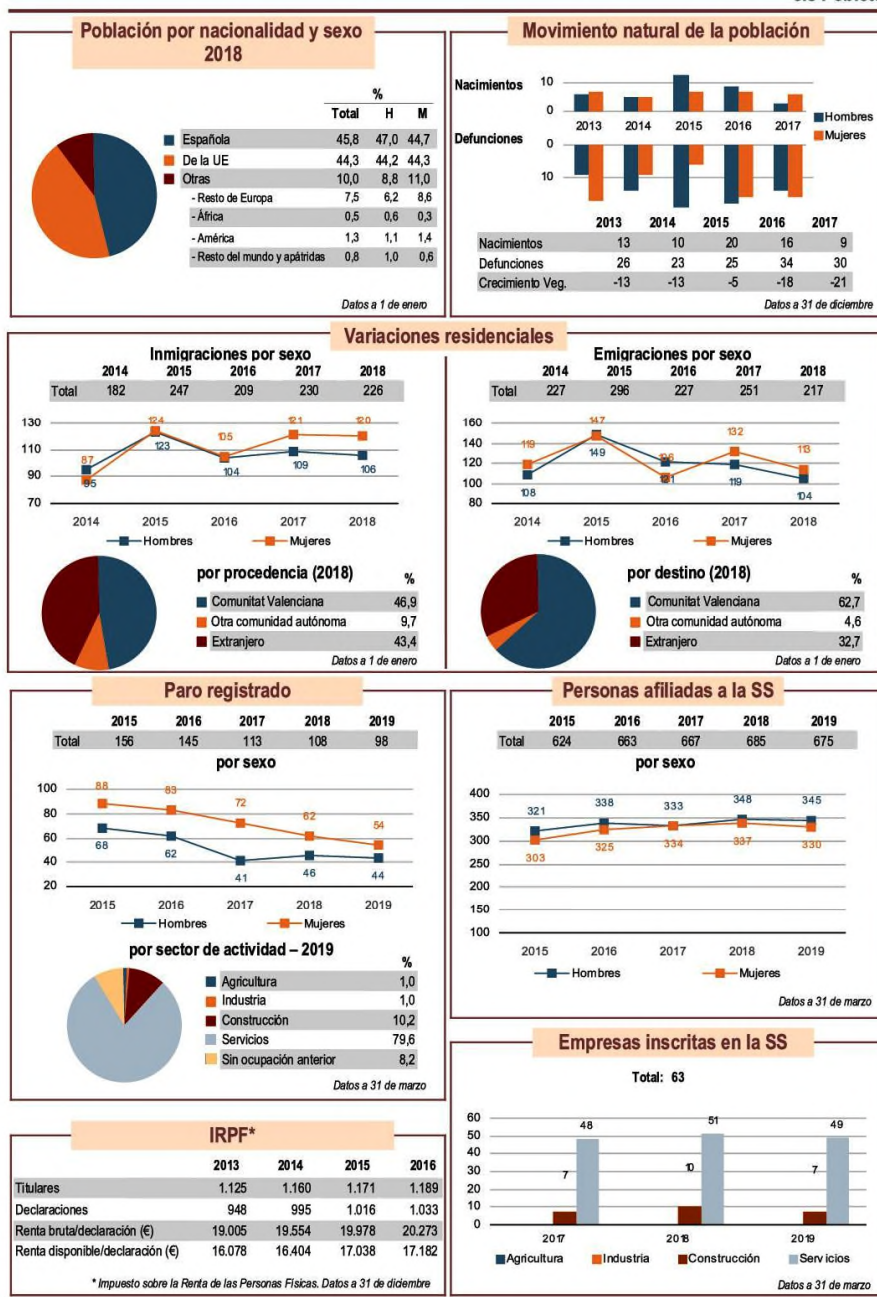 Población por nacionalidad y sexo
2018
%
Total H M
Española 45,8 47,0 44,7
De la UE 44,3 44,2 44,3
Otras 10,0 8,8 11,0
- Resto de Europa 7,5 6,2 8,6
- África 0,5 0,6 0,3
- América 1,3 1,1 1,4
- Resto del mundo y apátridas 0,8 1,0 0,6
Datos a 1 de enero
Movimiento natural de la población
Nacimientos
10
0
2013 2014 2015 2016 2017
Hombres
Mujeres
Defunciones
0
10
2013 2014 2015 2016 2017
Nacimientos 13 10 20 16 9
Defunciones 26 23 25 34 30
Crecimiento Veg. -13 -13 -5 -18 -21
Datos a 31 de diciembre
Variaciones residenciales
Inmigraciones por sexo
2014 2015 2016 2017 2018
Total 182 247 209 230 226
130
110
90
70
87 124 105 121 120
95 123 104 109 106
2014 2015 2016 2017 2018
Hombres Mujeres
por procedencia (2018)
%
Comunitat Valenciana 46,9
Otra comunidad autónoma 9,7
Extranjero 43,4
Datos a 1 de enero
Emigraciones por sexo
2014 2015 2016 2017 2018
Total 227 296 227 251 217
160
140
120
100
80
119 147 132 113
108 149 121 119 104
2014 2015 2016 2017 2018
Hombres Mujeres
por destino (2018)
%
Comunitat Valenciana 62,7
Otra comunidad autónoma 4,6
Extranjero 32,7
Datos a 1 de enero
Paro registrado
2015 2016 2017 2018 2019
Total 156 145 113 108 98
por sexo
100
80
60
40
20
88 83 72 62 54
68 62 41 46 44
2015 2016 2017 2018 2019
Hombres Mujeres
por sector de actividad – 2019
%
Agricultura 1,0
Industria 1,0
Construcción 10,2
Servicios 79,6
Sin ocupación anterior 8,2
Datos a 31 de marzo
Personas afiliadas a la SS
2015 2016 2017 2018 2019
Total 624 663 667 685 675
por sexo
400
350
300
250
200
150
100
321 338 333 348 345
303 325 334 337 330
2015 2016 2017 2018 2019
Hombres Mujeres
Datos a 31 de marzo
Empresas inscritas en la SS
Total: 63
60
50
40
30
20
10
0
7 48 10 51 7 49
2017 2018 2019
Agricultura Industria Construcción Servicios
Datos a 31 de marzo
IRPF*
2013 2014 2015 2016
Titulares 1.125 1.160 1.171 1.189
Declaraciones 948 995 1.016 1.033
Renta bruta/declaración (€) 19.005 19.554 19.978 20.273
Renta disponible/declaración (€) 16.078 16.404 17.038 17.182
* Impuesto sobre la Renta de las Personas Físicas. Datos a 31 de diciembre